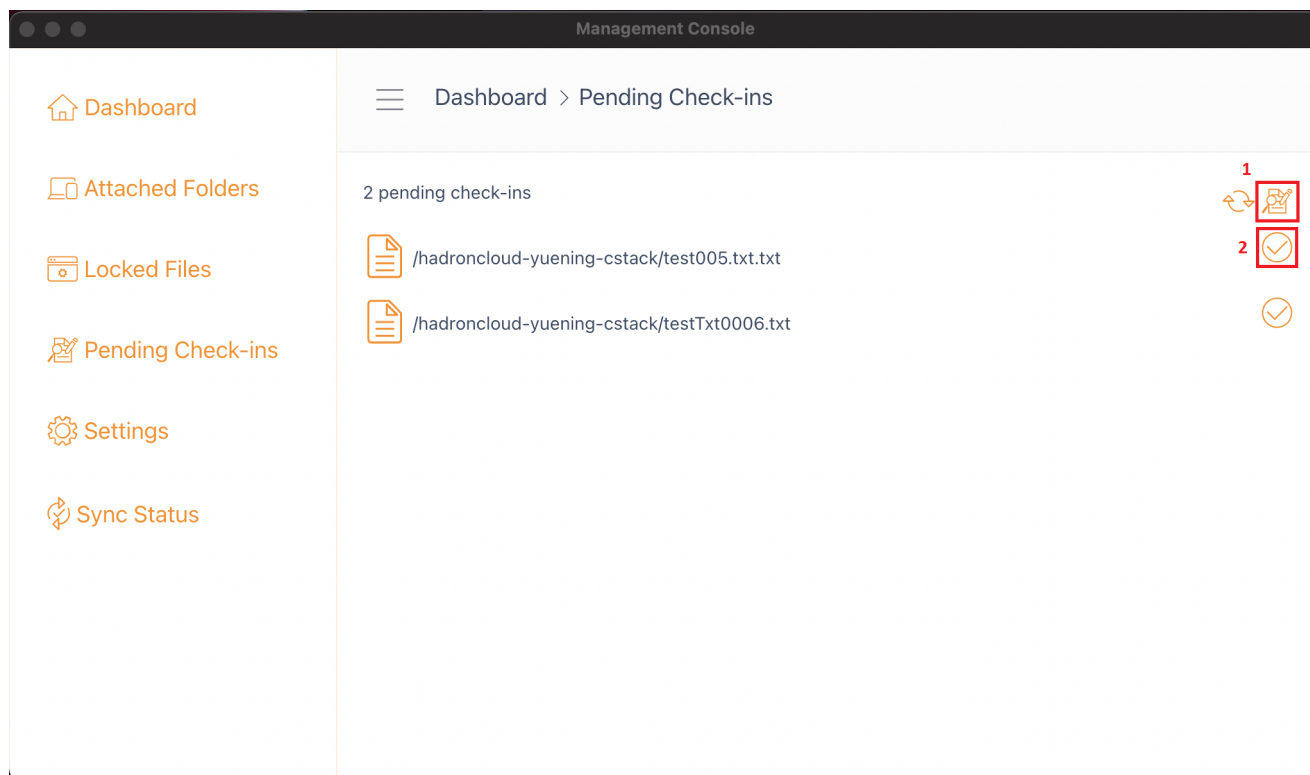 Management Console
Dashboard
Attached Folders
Locked Files
Pending Check-ins
Settings
Sync Status
Dashboard > Pending Check-ins
2 pending check-ins
1
/hadroncloud-yuening-cstack/test005.txt.txt
2
/hadroncloud-yuening-cstack/testTxt0006.txt